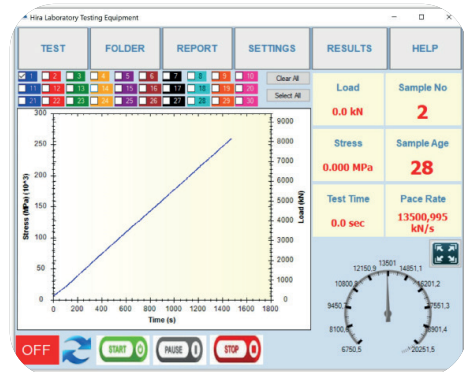 Hira Laboratory Testing Equipment
TEST FOLDER REPORT SETTINGS RESULTS HELP
1 2 3 4 5 6 7 8 9 10 Clear All
11 12 13 14 15 16 17 18 19 20 Select All
21 22 23 24 25 26 27 28 29 30
Load
0.0 kN
Sample No
2
Stress
0.000 MPa
Sample Age
28
Test Time
0.0 sec
Pace Rate
13500,995
kN/s
Stress (MPa) (10^3)
300
250
200
150
100
50
0
0 200 400 600 800 1000 1200 1400 1600 1800
Time (s)
9000
8000
7000
6000
5000
4000
3000
2000
1000
0
Load (kN)
6750,5
8100,6
9450,7
10800,8
12150,9
13501
14851,1
16201,2
17551,3
18901,4
20251,5
OFF START PAUSE STOP